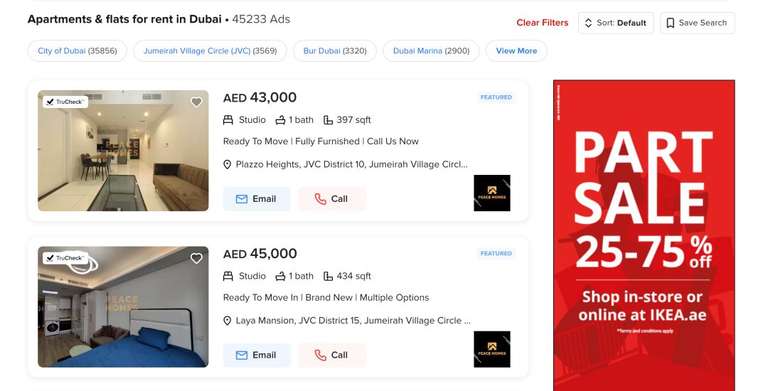 Apartments & flats for rent in Dubai • 45233 Ads
Clear Filters
Sort: Default
Save Search
City of Dubai (35856)
Jumeirah Village Circle (JVC) (3569)
Bur Dubai (3320)
Dubai Marina (2900)
View More
TruCheck™
PEACE HOMES
AED 43,000
FEATURED
Studio 1 bath 397 sqft
Ready To Move | Fully Furnished | Call Us Now
Plazzo Heights, JVC District 10, Jumeirah Village Circl...
Email
Call
PEACE HOMES
TruCheck™
PEACE
HOMES
AED 45,000
FEATURED
Studio 1 bath 434 sqft
Ready To Move In | Brand New | Multiple Options
Laya Mansion, JVC District 15, Jumeirah Village Circle ...
Email
Call
PEACE HOMES
PART
SALE
25-75% off
Shop in-store or
online at IKEA.ae
*Terms and conditions apply